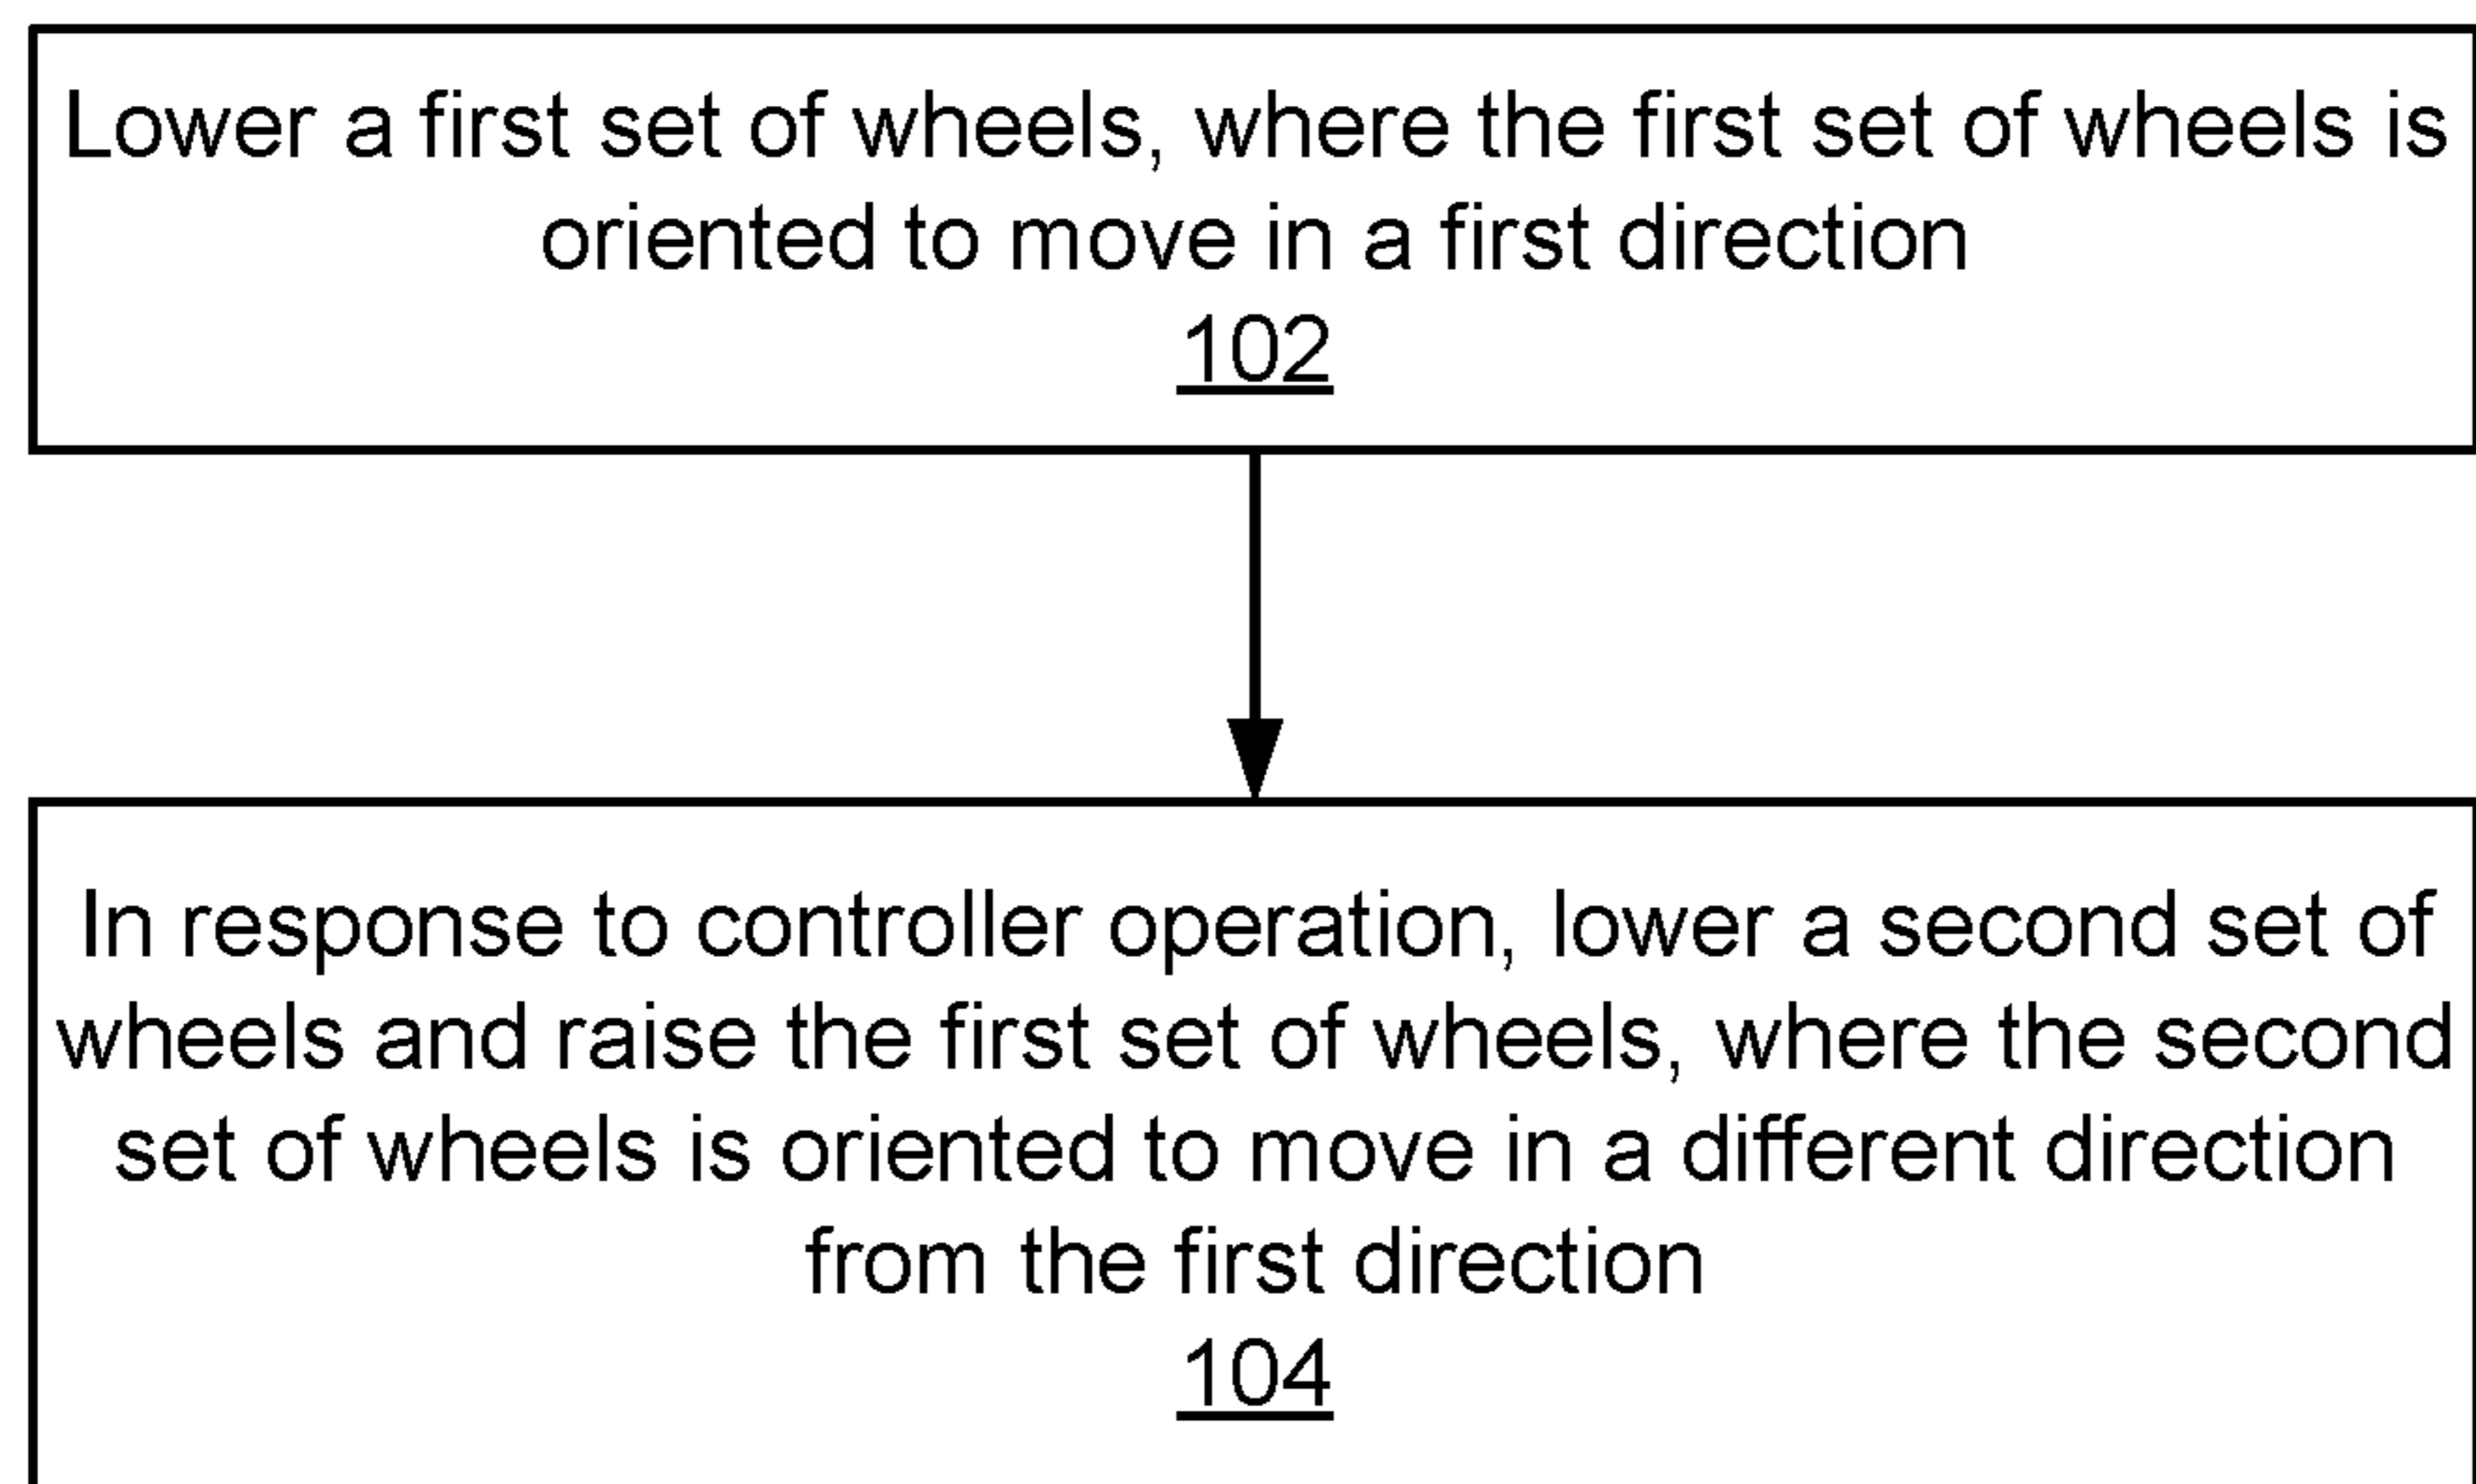 Lower a first set of wheels, where the first set of wheels is
oriented to move in a first direction
102
In response to controller operation, lower a second set of
wheels and raise the first set of wheels, where the second
set of wheels is oriented to move in a different direction
from the first direction
104